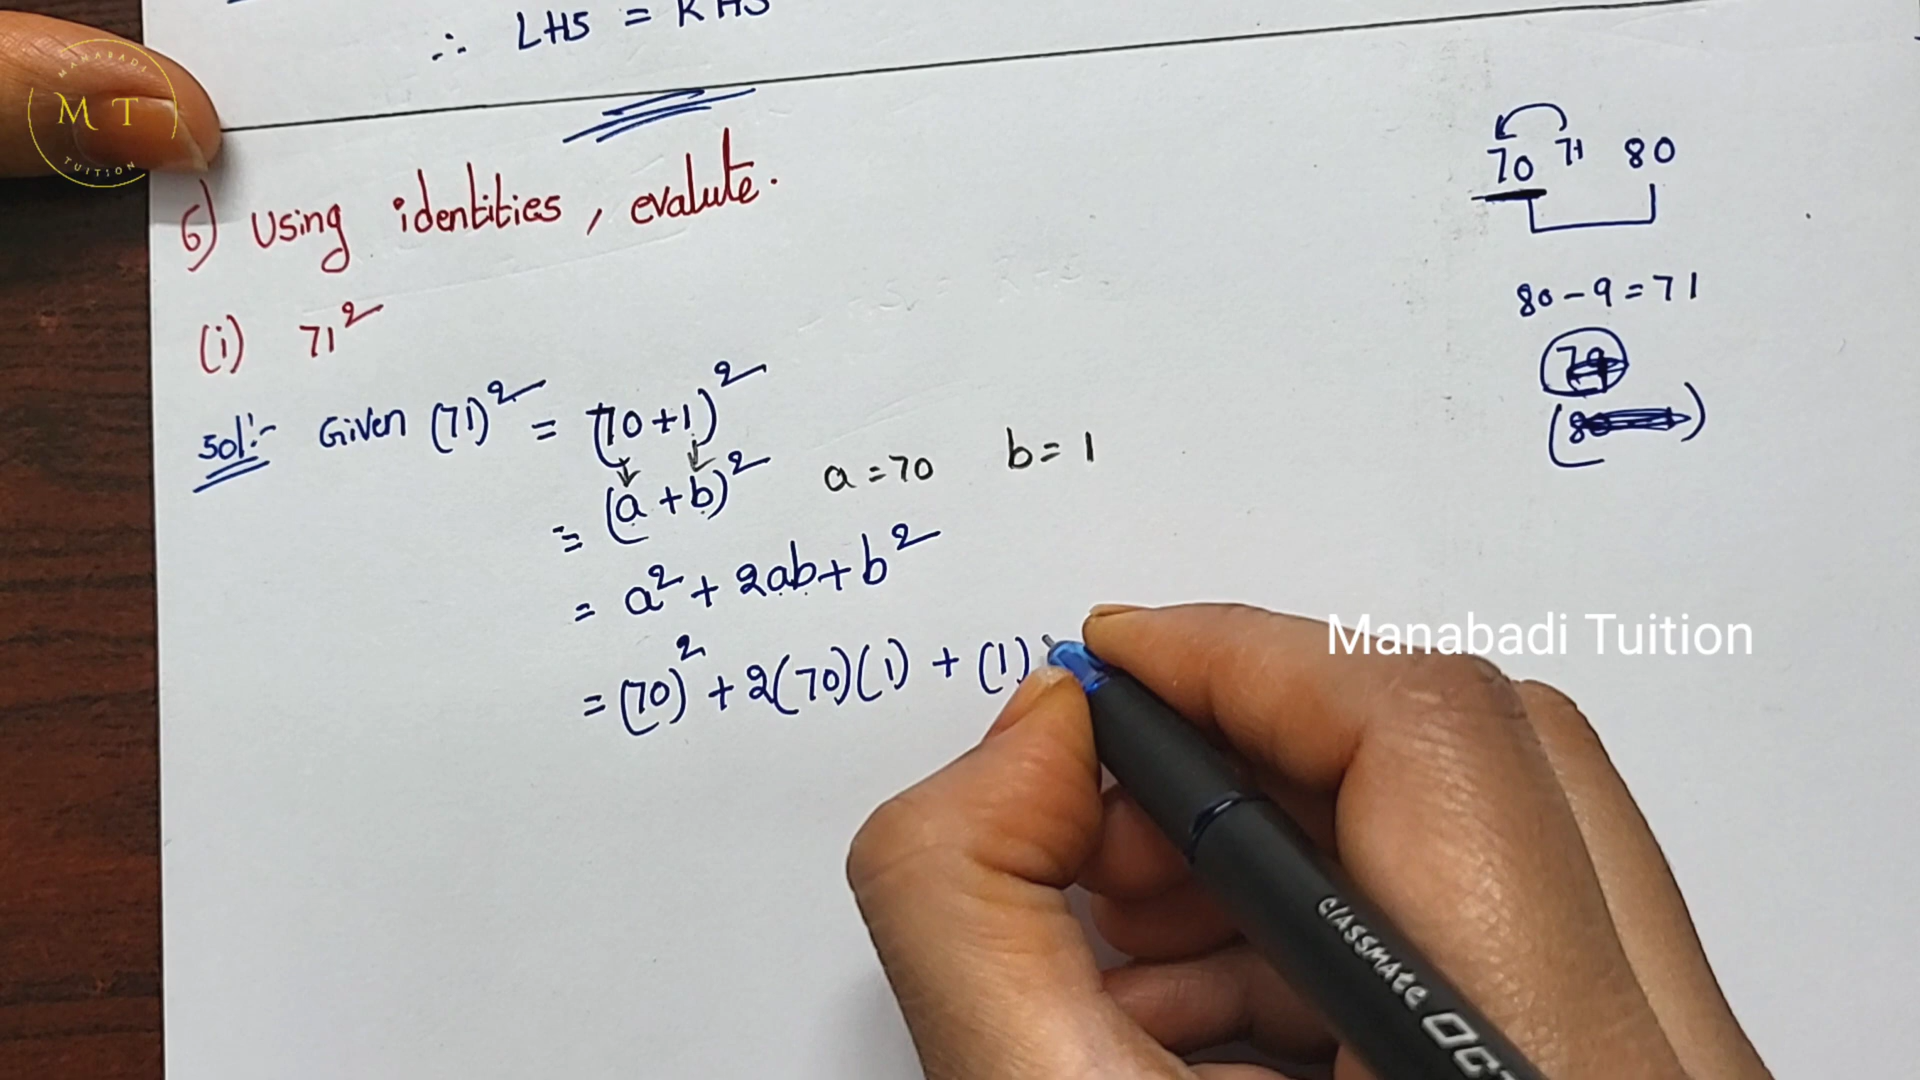 ∴ LHS = RHS
MANABADI
M T
TUITION
6) Using identities, evalute.
(i) 71²
Sol:- Given (71)² = (70+1)²
= (a+b)² a=70 b=1
= a² + 2ab + b²
= (70)² + 2(70)(1) + (1)
70 71 80
80-9=71
Manabadi Tuition
CLASSMATE